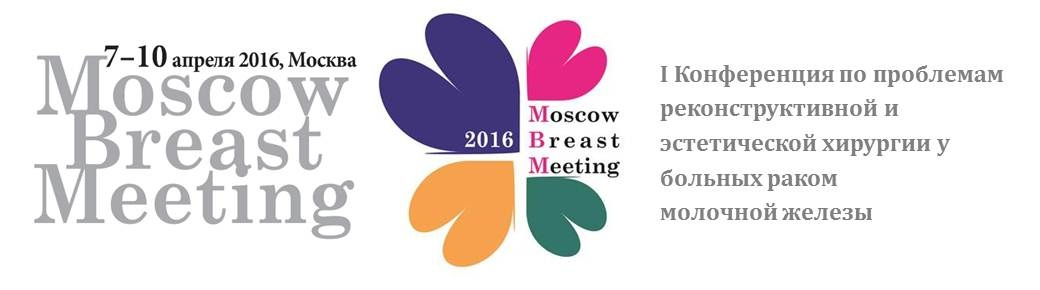 7–10 апреля 2016, Москва
Moscow
Breast
Meeting
2016
Moscow
Breast
Meeting
I Конференция по проблемам
реконструктивной и
эстетической хирургии у
больных раком
молочной железы